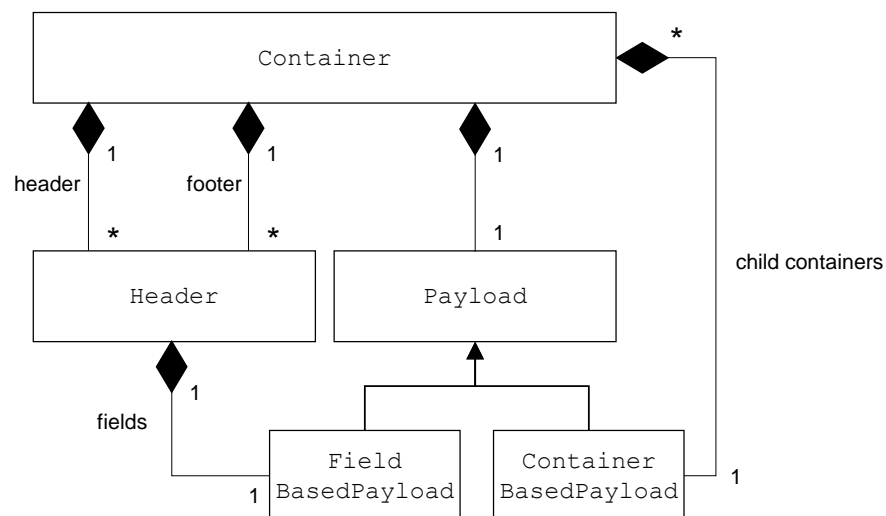 *
Container
1
1
1
header
footer
*
*
1
child containers
Header
Payload
1
fields
Field
BasedPayload
Container
BasedPayload
1
1